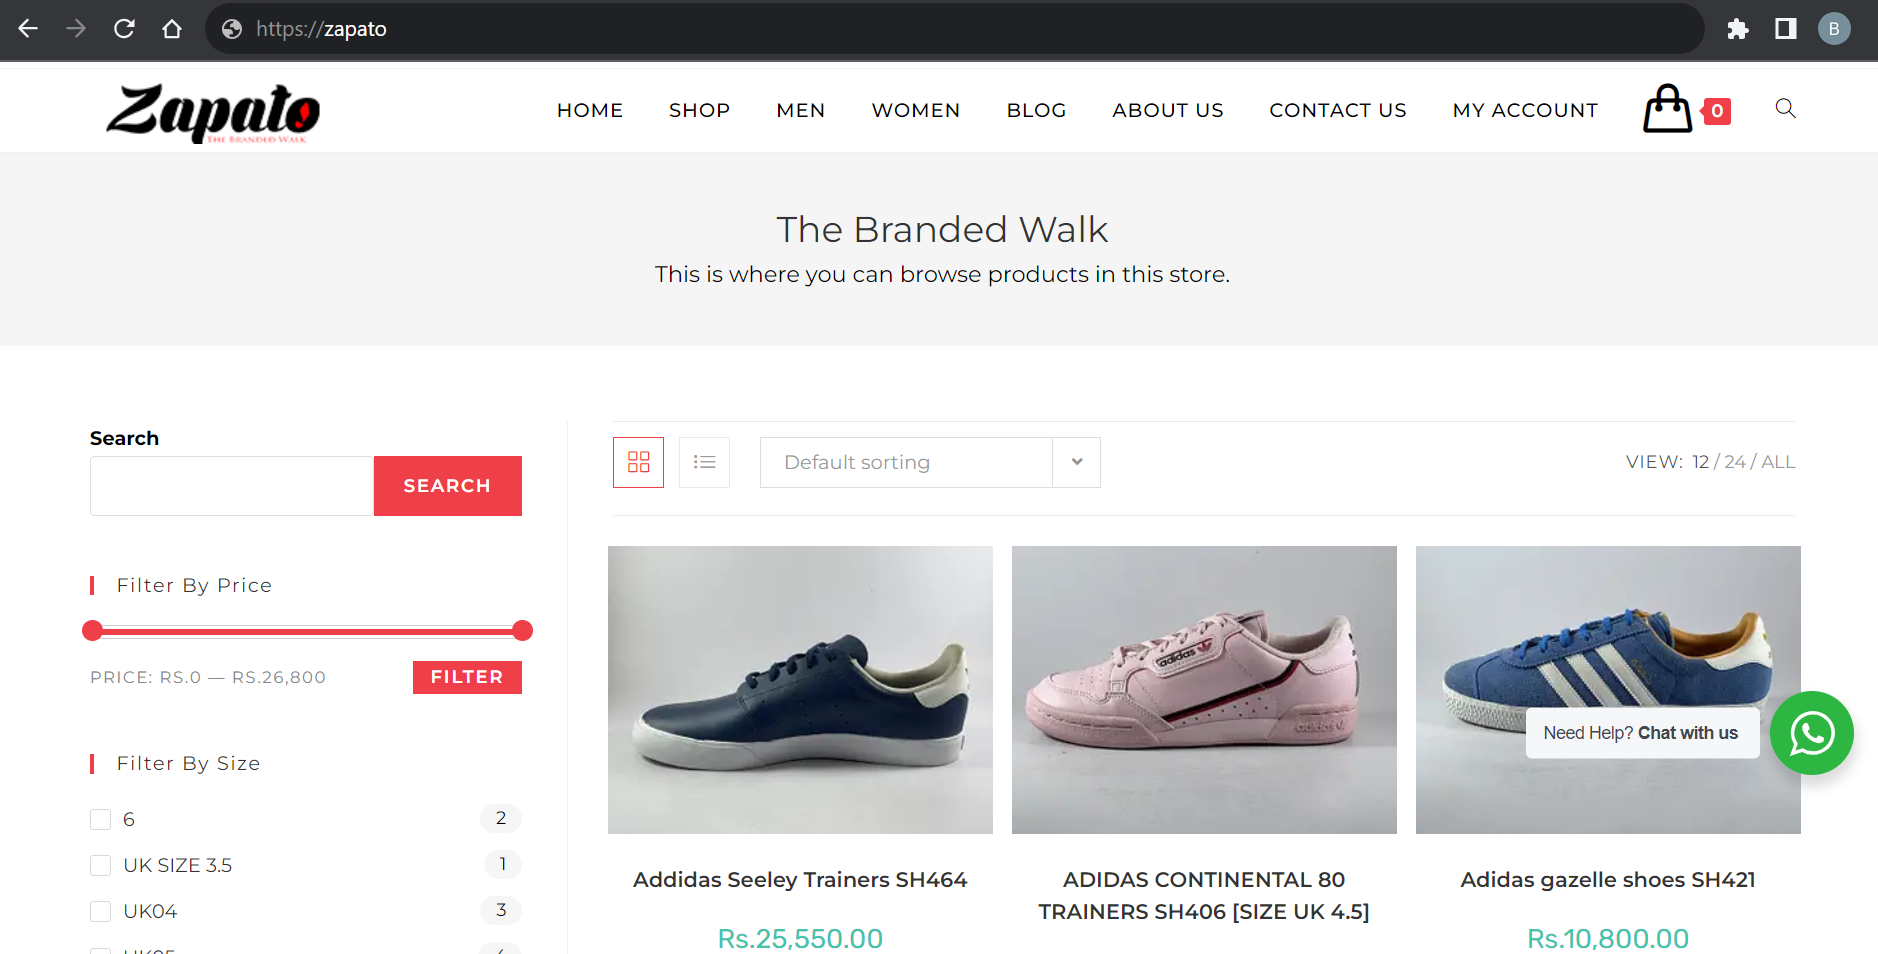 https://zapato
B
Zapato
THE BRANDED WALK
HOME SHOP MEN WOMEN BLOG ABOUT US CONTACT US MY ACCOUNT 0
The Branded Walk
This is where you can browse products in this store.
Search
SEARCH
Filter By Price
PRICE: RS.0 — RS.26,800
FILTER
Filter By Size
6 2
UK SIZE 3.5 1
UK04 3
Default sorting
VIEW: 12 / 24 / ALL
adidas
adidas
Need Help? Chat with us
Addidas Seeley Trainers SH464
Rs.25,550.00
ADIDAS CONTINENTAL 80
TRAINERS SH406 [SIZE UK 4.5]
Adidas gazelle shoes SH421
Rs.10,800.00